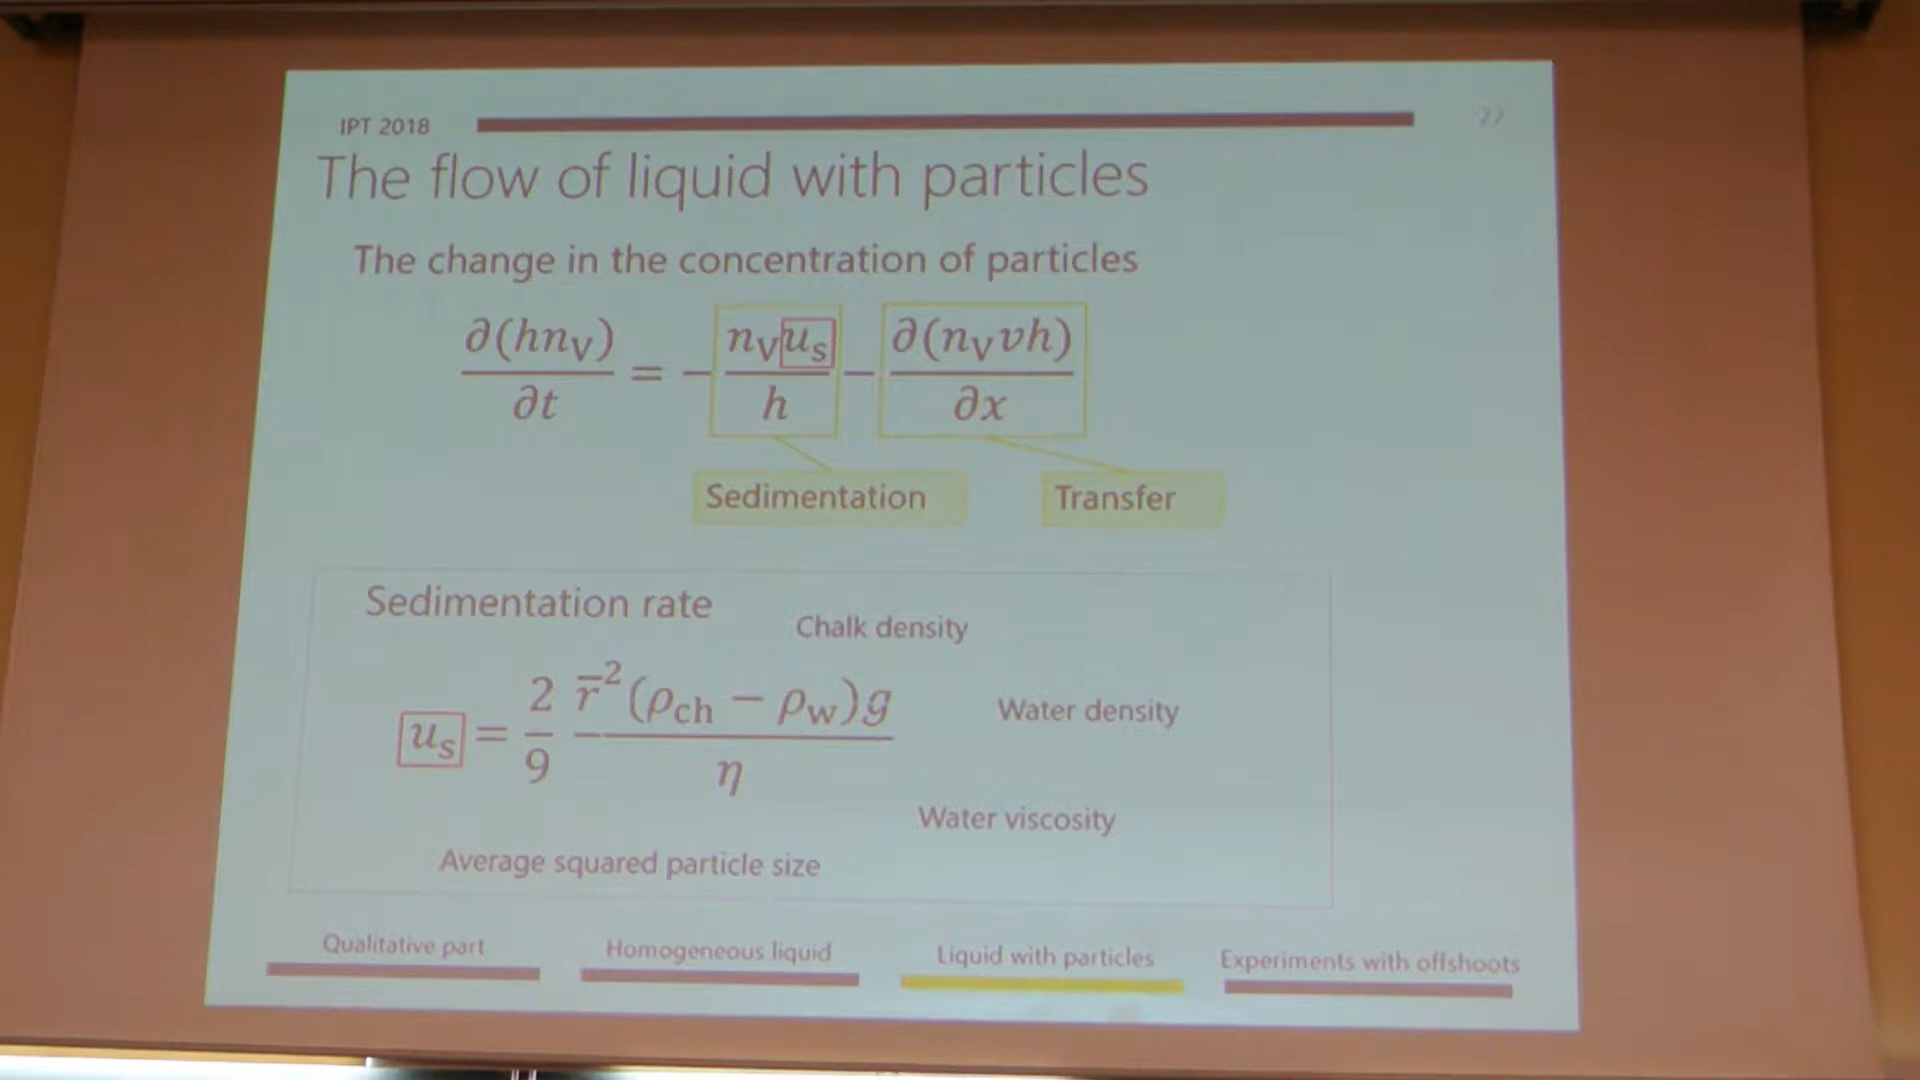 IPT 2018
22
The flow of liquid with particles
The change in the concentration of particles
∂(hn_V)/∂t = − n_V u_s/h − ∂(n_V vh)/∂x
Sedimentation
Transfer
Sedimentation rate
Chalk density
u_s = 2/9 r̄²(ρ_ch − ρ_w)g/η
Water density
Water viscosity
Average squared particle size
Qualitative part
Homogeneous liquid
Liquid with particles
Experiments with offshoots